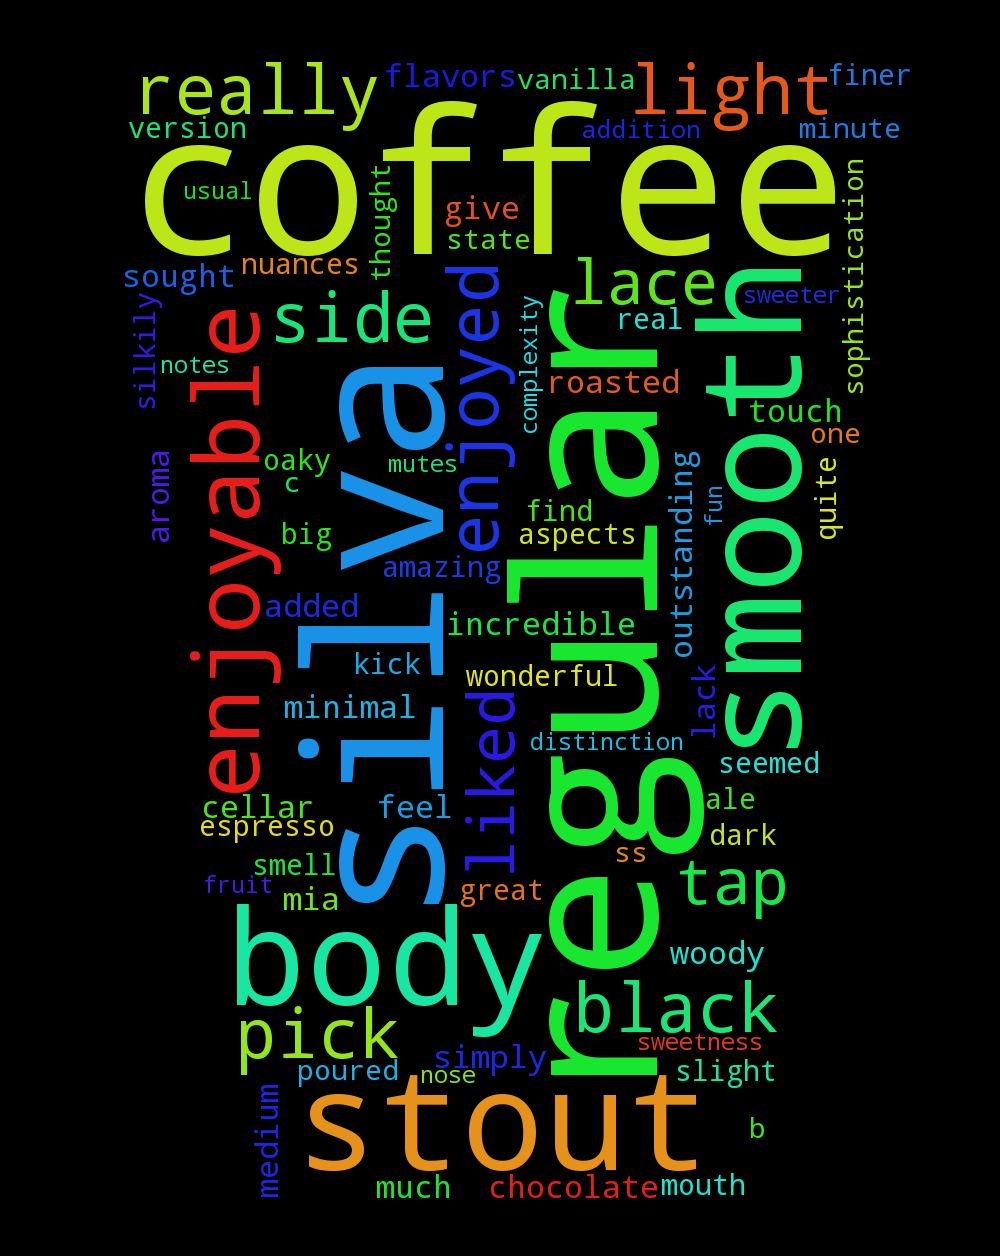 really
flavors
vanilla
light
finer
version
addition
minute
coffee
usual
thought
give
state
sophistication
sought
nuances
lace
silkily
side
enjoyed
complexity
real
sweeter
smooth
notes
enjoyable
sil va
regular
roasted
touch
one
aroma
oaky
c
mutes
big
find
aspects
outstanding
fun
quite
amazing
added
incredible
kick
wonderful
minimal
liked
lack
distinction
seemed
cellar
feel
ale
espresso
dark
smell
ss
fruit
mia
great
tap
body
woody
black
pick
simply
sweetness
poured
nose
slight
medium
stout
b
much
chocolate
mouth